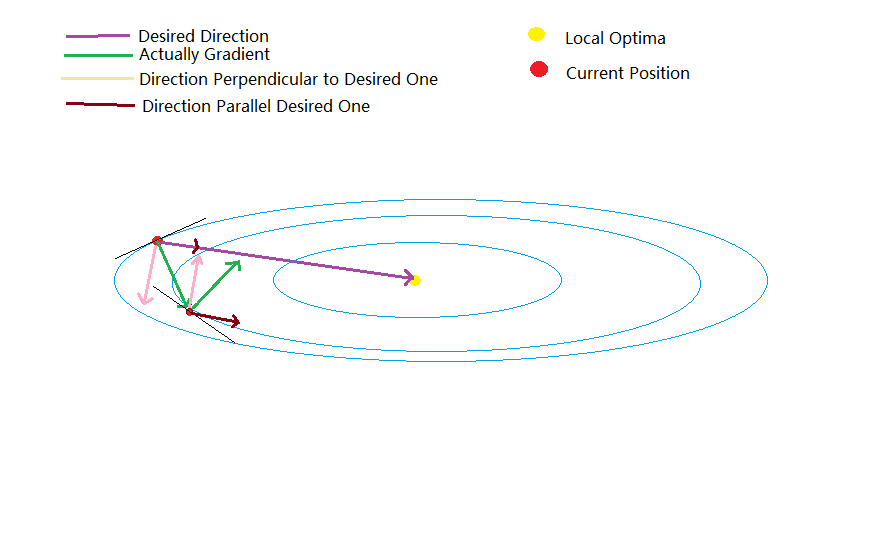 Desired Direction
Actually Gradient
Direction Perpendicular to Desired One
Direction Parallel Desired One
Local Optima
Current Position